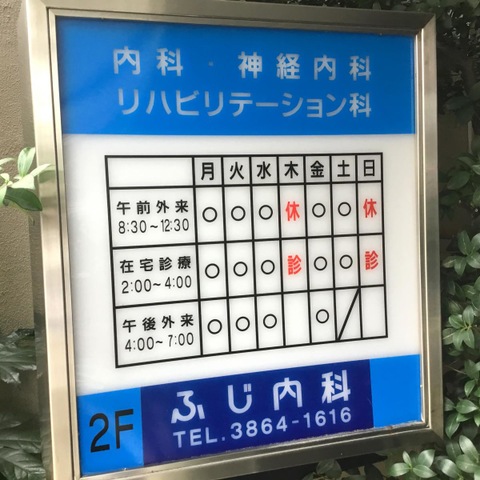 内科・神経内科
リハビリテーション科
月 火 水 木 金 土 日
午前外来 ○ ○ ○ 休 ○ ○ 休
8:30~12:30
在宅診療 ○ ○ ○ 診 ○ ○ 診
2:00~4:00
午後外来 ○ ○ ○ ○
4:00~7:00
2F ふじ内科
TEL.3864-1616